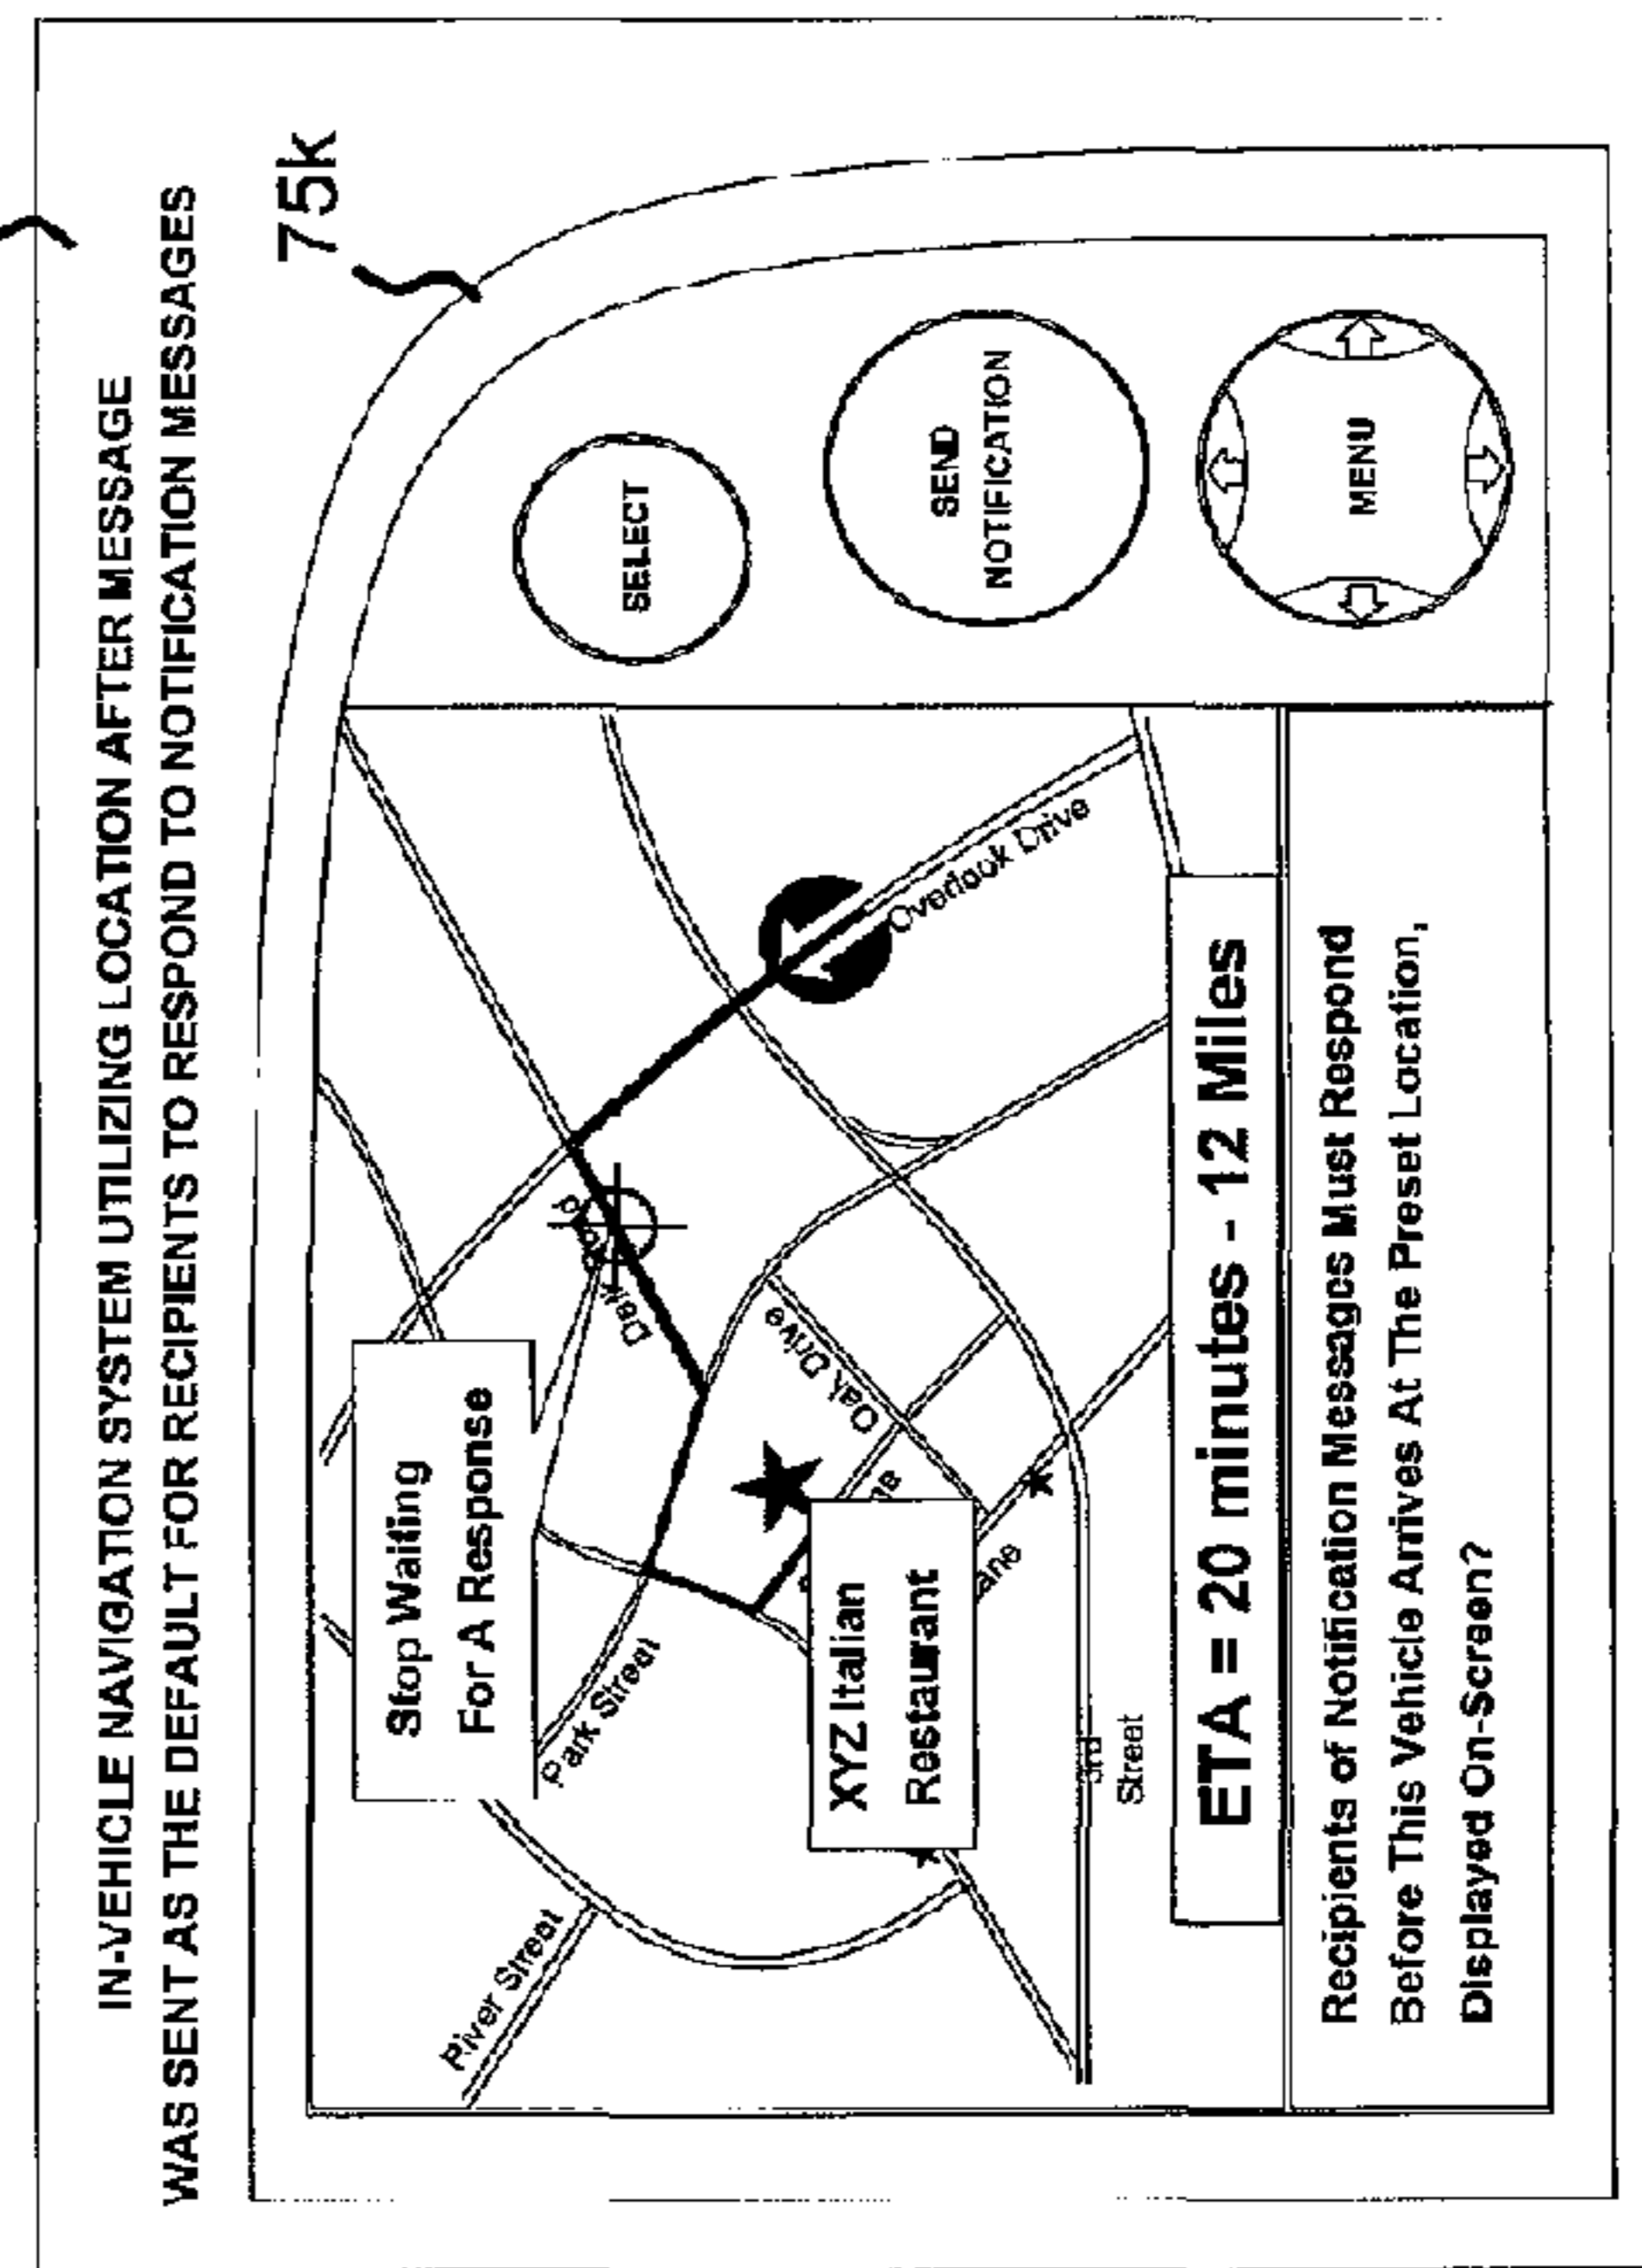 IN-VEHICLE NAVIGATION SYSTEM UTILIZING LOCATION AFTER MESSAGE
WAS SENT AS THE DEFAULT FOR RECIPIENTS TO RESPOND TO NOTIFICATION MESSAGES
75k
Stop Waiting
For A Response
River Street
Park Street
Oak Drive
Overlook Drive
XYZ Italian
Restaurant
3rd
Street
SELECT
SEND
NOTIFICATION
MENU
ETA = 20 minutes - 12 Miles
Recipients of Notification Messages Must Respond
Before This Vehicle Arrives At The Preset Location,
Displayed On-Screen?